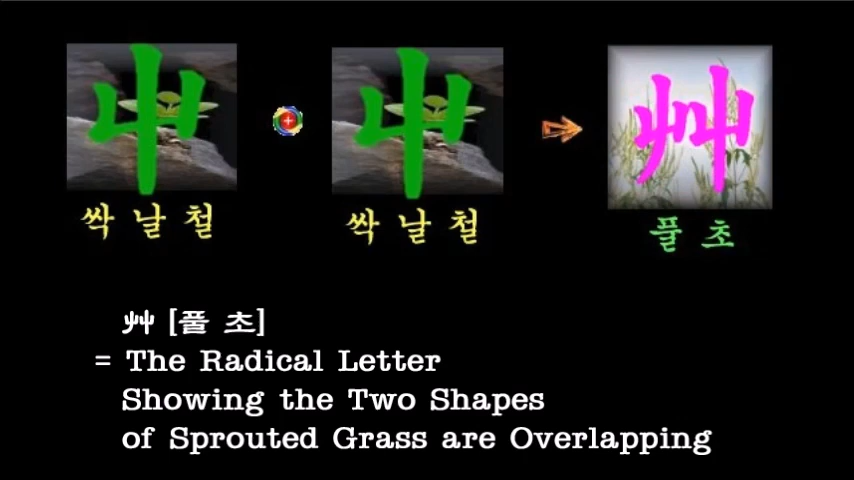 屮
屮
艸
싹 날 철
싹 날 철
풀 초
艸 [풀 초]
= The Radical Letter
Showing the Two Shapes
of Sprouted Grass are Overlapping